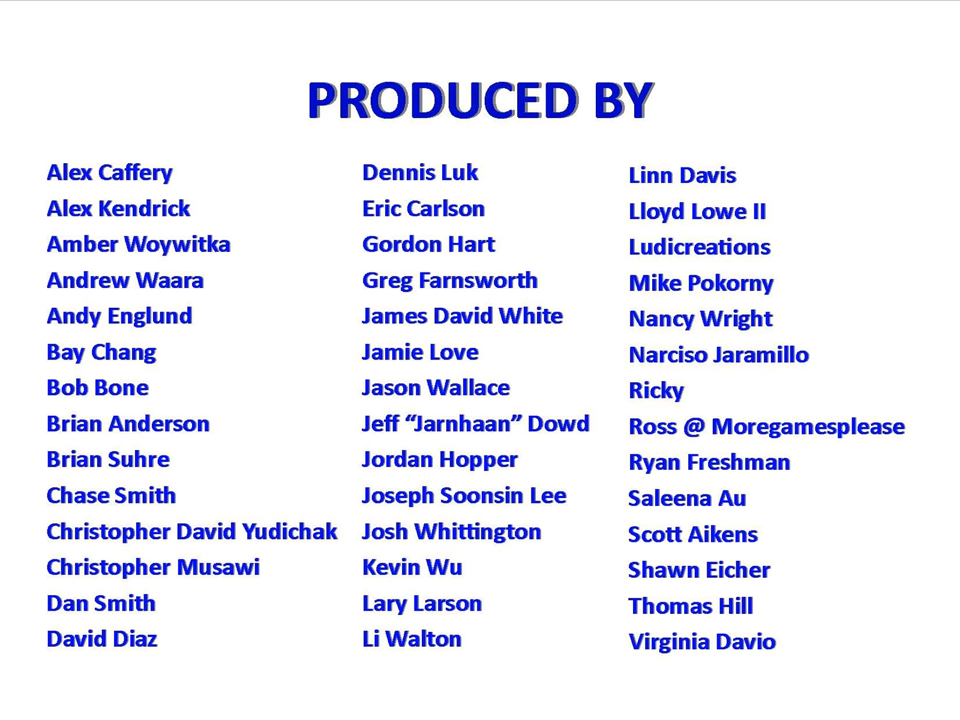 PRODUCED BY
Alex Caffery
Alex Kendrick
Amber Woywitka
Andrew Waara
Andy Englund
Bay Chang
Bob Bone
Brian Anderson
Brian Suhre
Chase Smith
Christopher David Yudichak
Christopher Musawi
Dan Smith
David Diaz
Dennis Luk
Eric Carlson
Gordon Hart
Greg Farnsworth
James David White
Jamie Love
Jason Wallace
Jeff “Jarnhaan” Dowd
Jordan Hopper
Joseph Soonsin Lee
Josh Whittington
Kevin Wu
Lary Larson
Li Walton
Linn Davis
Lloyd Lowe II
Ludicreations
Mike Pokorny
Nancy Wright
Narciso Jaramillo
Ricky
Ross @ Moregamesplease
Ryan Freshman
Saleena Au
Scott Aikens
Shawn Eicher
Thomas Hill
Virginia Davio